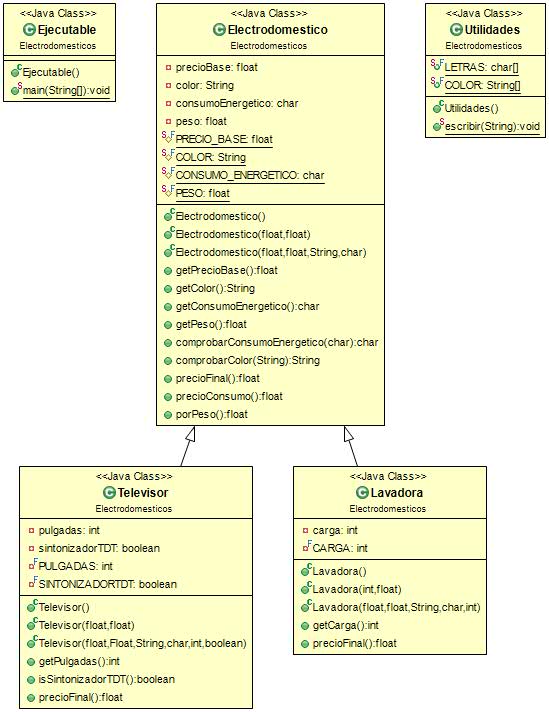 <<Java Class>>
Ejecutable
Electrodomesticos
Ejecutable()
main(String[]):void
<<Java Class>>
Electrodomestico
Electrodomesticos
precioBase: float
color: String
consumoEnergetico: char
peso: float
PRECIO_BASE: float
COLOR: String
CONSUMO_ENERGETICO: char
PESO: float
Electrodomestico()
Electrodomestico(float,float)
Electrodomestico(float,float,String,char)
getPrecioBase():float
getColor():String
getConsumoEnergetico():char
getPeso():float
comprobarConsumoEnergetico(char):char
comprobarColor(String):String
precioFinal():float
precioConsumo():float
porPeso():float
<<Java Class>>
Utilidades
Electrodomesticos
LETRAS: char[]
COLOR: String[]
Utilidades()
escribir(String):void
<<Java Class>>
Televisor
Electrodomesticos
pulgadas: int
sintonizadorTDT: boolean
PULGADAS: int
SINTONIZADORTDT: boolean
Televisor()
Televisor(float,float)
Televisor(float,Float,String,char,int,boolean)
getPulgadas():int
isSintonizadorTDT():boolean
precioFinal():float
<<Java Class>>
Lavadora
Electrodomesticos
carga: int
CARGA: int
Lavadora()
Lavadora(int,float)
Lavadora(float,float,String,char,int)
getCarga():int
precioFinal():float